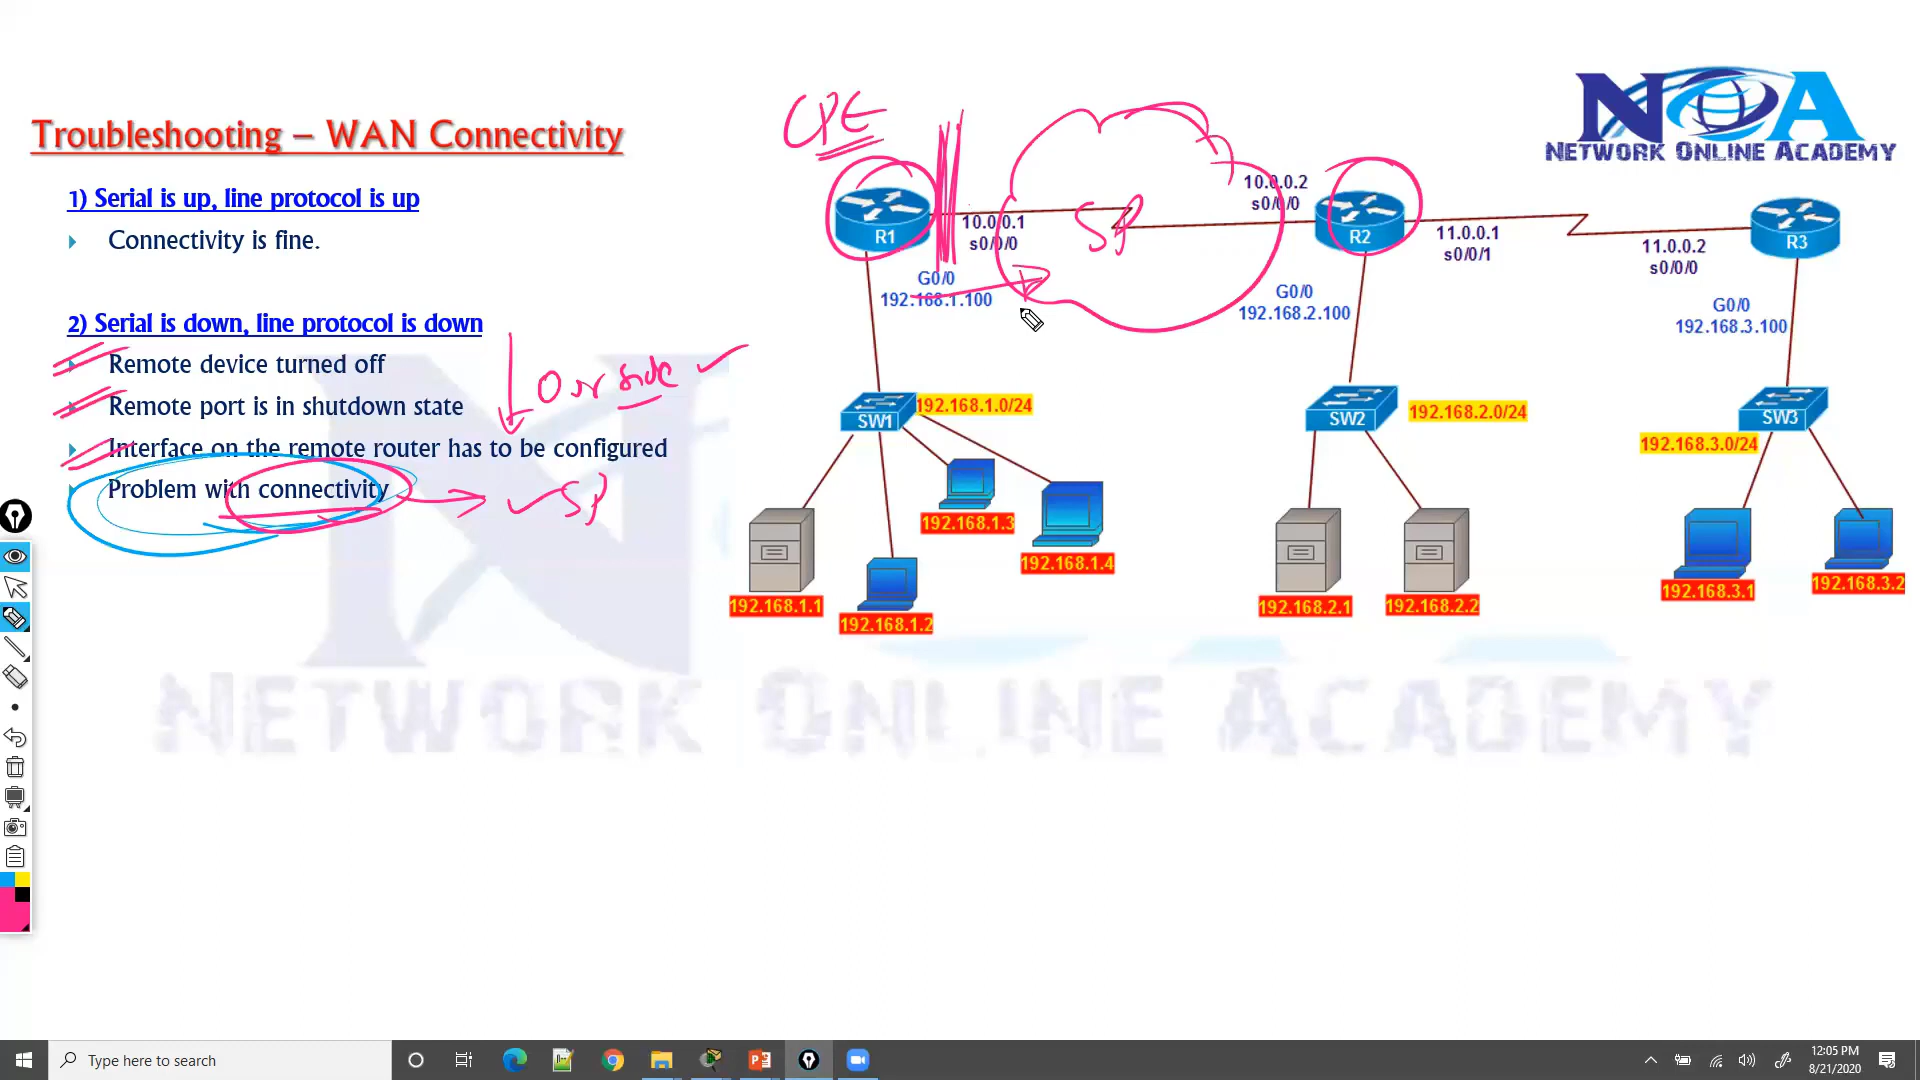 Troubleshooting – WAN Connectivity
1) Serial is up, line protocol is up
Connectivity is fine.
2) Serial is down, line protocol is down
Remote device turned off
Remote port is in shutdown state
Interface on the remote router has to be configured
Problem with connectivity
Our side
SP
CPE
SP
NOA
NETWORK ONLINE ACADEMY
R1
10.0.0.1
s0/0/0
G0/0
192.168.1.100
10.0.0.2
s0/0/0
R2
11.0.0.1
s0/0/1
G0/0
192.168.2.100
11.0.0.2
s0/0/0
R3
G0/0
192.168.3.100
SW1
192.168.1.0/24
SW2
192.168.2.0/24
SW3
192.168.3.0/24
192.168.1.1
192.168.1.2
192.168.1.3
192.168.1.4
192.168.2.1
192.168.2.2
192.168.3.1
192.168.3.2
NETWORK ONLINE ACADEMY
Type here to search
12:05 PM
8/21/2020